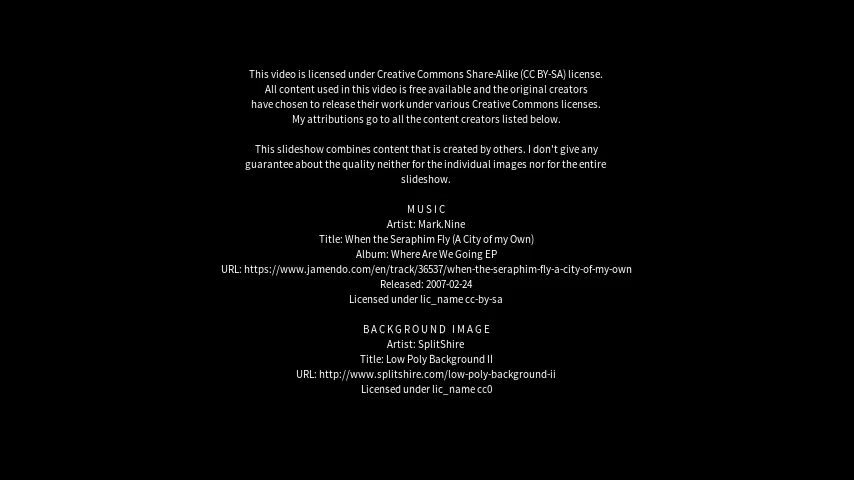 This video is licensed under Creative Commons Share-Alike (CC BY-SA) license.
All content used in this video is free available and the original creators
have chosen to release their work under various Creative Commons licenses.
My attributions go to all the content creators listed below.
This slideshow combines content that is created by others. I don't give any
guarantee about the quality neither for the individual images nor for the entire
slideshow.
MUSIC
Artist: Mark.Nine
Title: When the Seraphim Fly (A City of my Own)
Album: Where Are We Going EP
URL: https://www.jamendo.com/en/track/36537/when-the-seraphim-fly-a-city-of-my-own
Released: 2007-02-24
Licensed under lic_name cc-by-sa
BACKGROUND IMAGE
Artist: SplitShire
Title: Low Poly Background II
URL: http://www.splitshire.com/low-poly-background-ii
Licensed under lic_name cc0